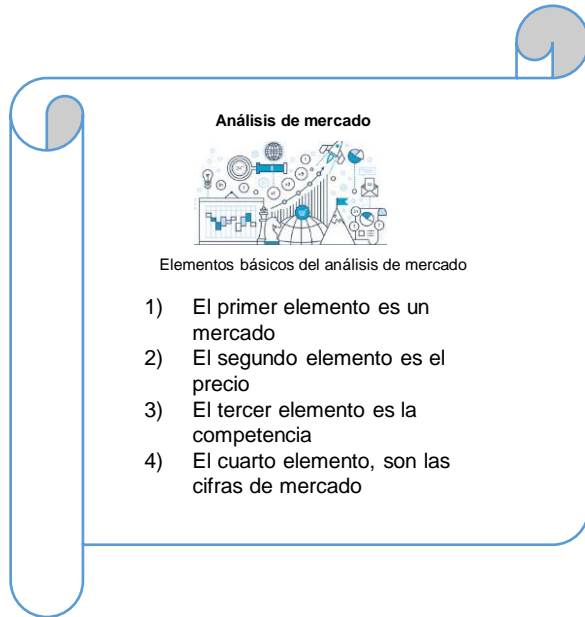 Análisis de mercado
Elementos básicos del análisis de mercado
1) El primer elemento es un
mercado
2) El segundo elemento es el
precio
3) El tercer elemento es la
competencia
4) El cuarto elemento, son las
cifras de mercado